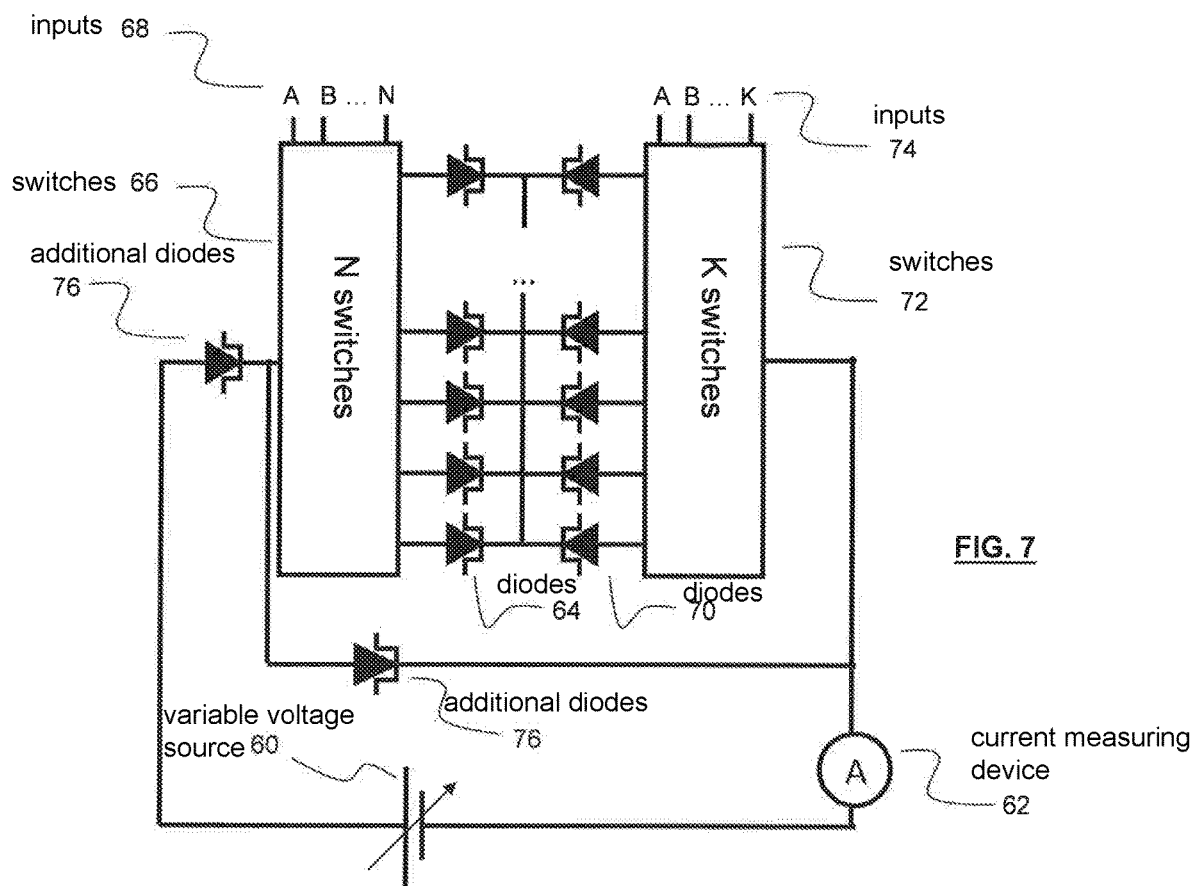 inputs 68
A B ... N
A B ... K
inputs
74
switches 66
additional diodes
76
N switches
K switches
...
switches
72
diodes
64
diodes
70
FIG. 7
additional diodes
76
variable voltage
source 60
A
current measuring
device
62